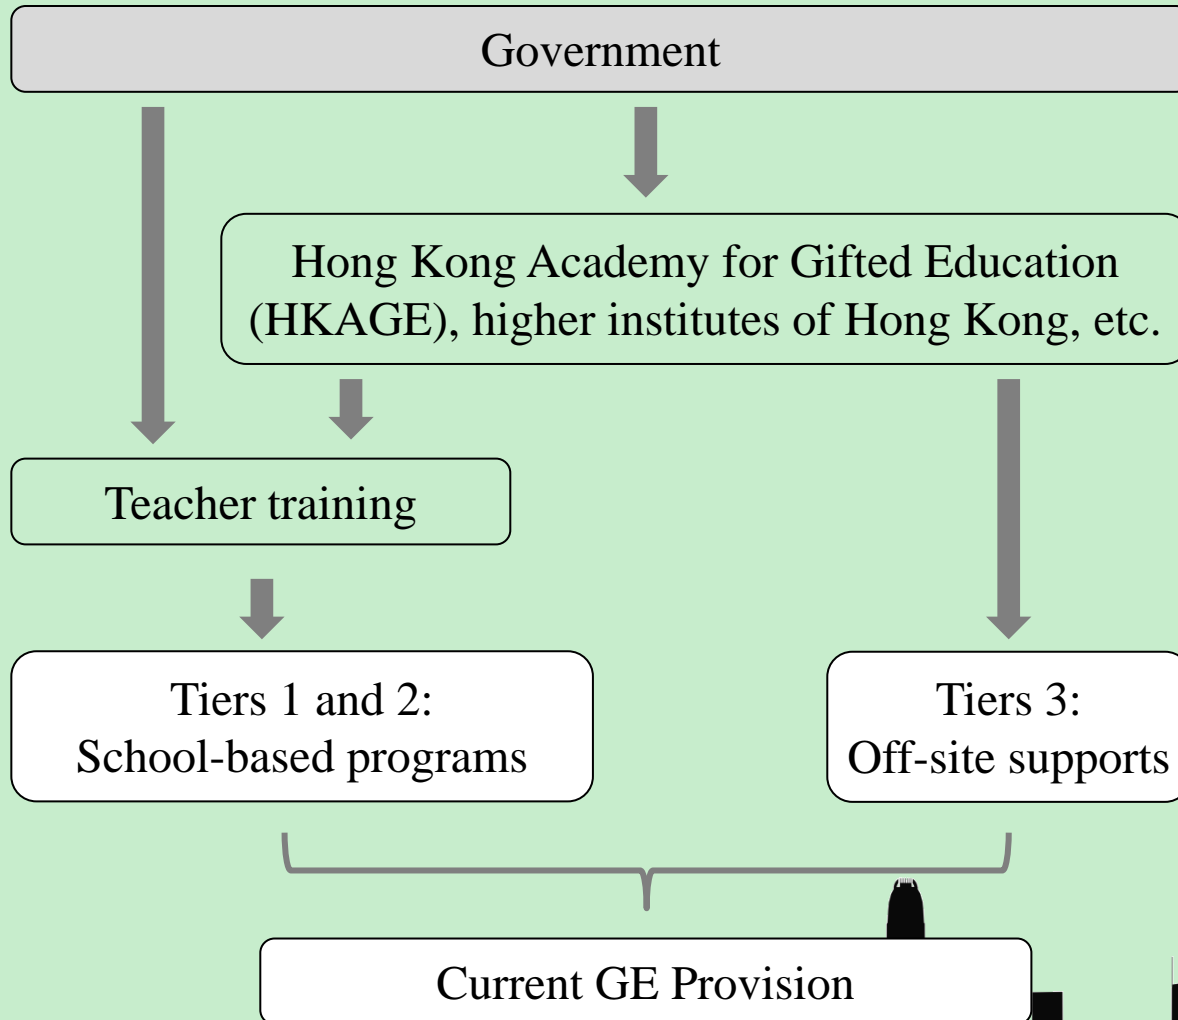 Government
Hong Kong Academy for Gifted Education
(HKAGE), higher institutes of Hong Kong, etc.
Teacher training
Tiers 1 and 2:
School-based programs
Tiers 3:
Off-site supports
Current GE Provision